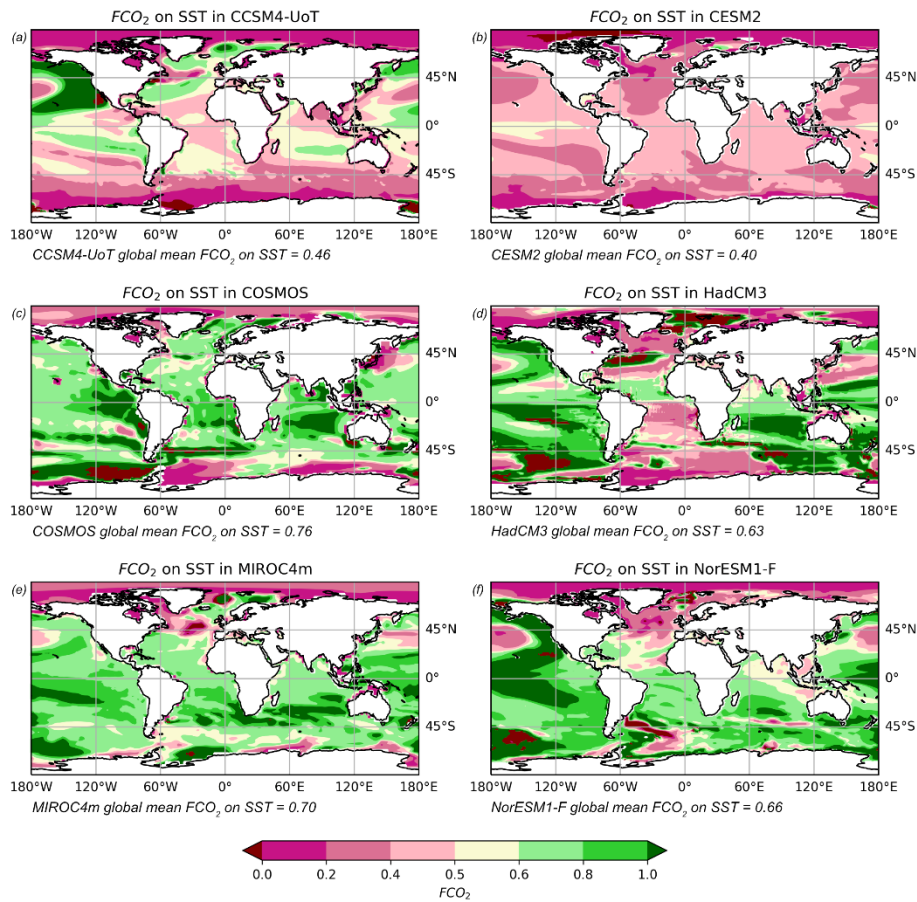 FCO₂ on SST in CCSM4-UoT
FCO₂ on SST in CESM2
(a)
(b)
45°N
0°
45°S
45°N
0°
45°S
180°W 120°W 60°W 0° 60°E 120°E 180°E
180°W 120°W 60°W 0° 60°E 120°E 180°E
CCSM4-UoT global mean FCO₂ on SST = 0.46
CESM2 global mean FCO₂ on SST = 0.40
FCO₂ on SST in COSMOS
FCO₂ on SST in HadCM3
(c)
(d)
45°N
0°
45°S
45°N
0°
45°S
180°W 120°W 60°W 0° 60°E 120°E 180°E
180°W 120°W 60°W 0° 60°E 120°E 180°E
COSMOS global mean FCO₂ on SST = 0.76
HadCM3 global mean FCO₂ on SST = 0.63
FCO₂ on SST in MIROC4m
FCO₂ on SST in NorESM1-F
(e)
(f)
45°N
0°
45°S
45°N
0°
45°S
180°W 120°W 60°W 0° 60°E 120°E 180°E
180°W 120°W 60°W 0° 60°E 120°E 180°E
MIROC4m global mean FCO₂ on SST = 0.70
NorESM1-F global mean FCO₂ on SST = 0.66
0.0 0.2 0.4 0.5 0.6 0.8 1.0
FCO₂